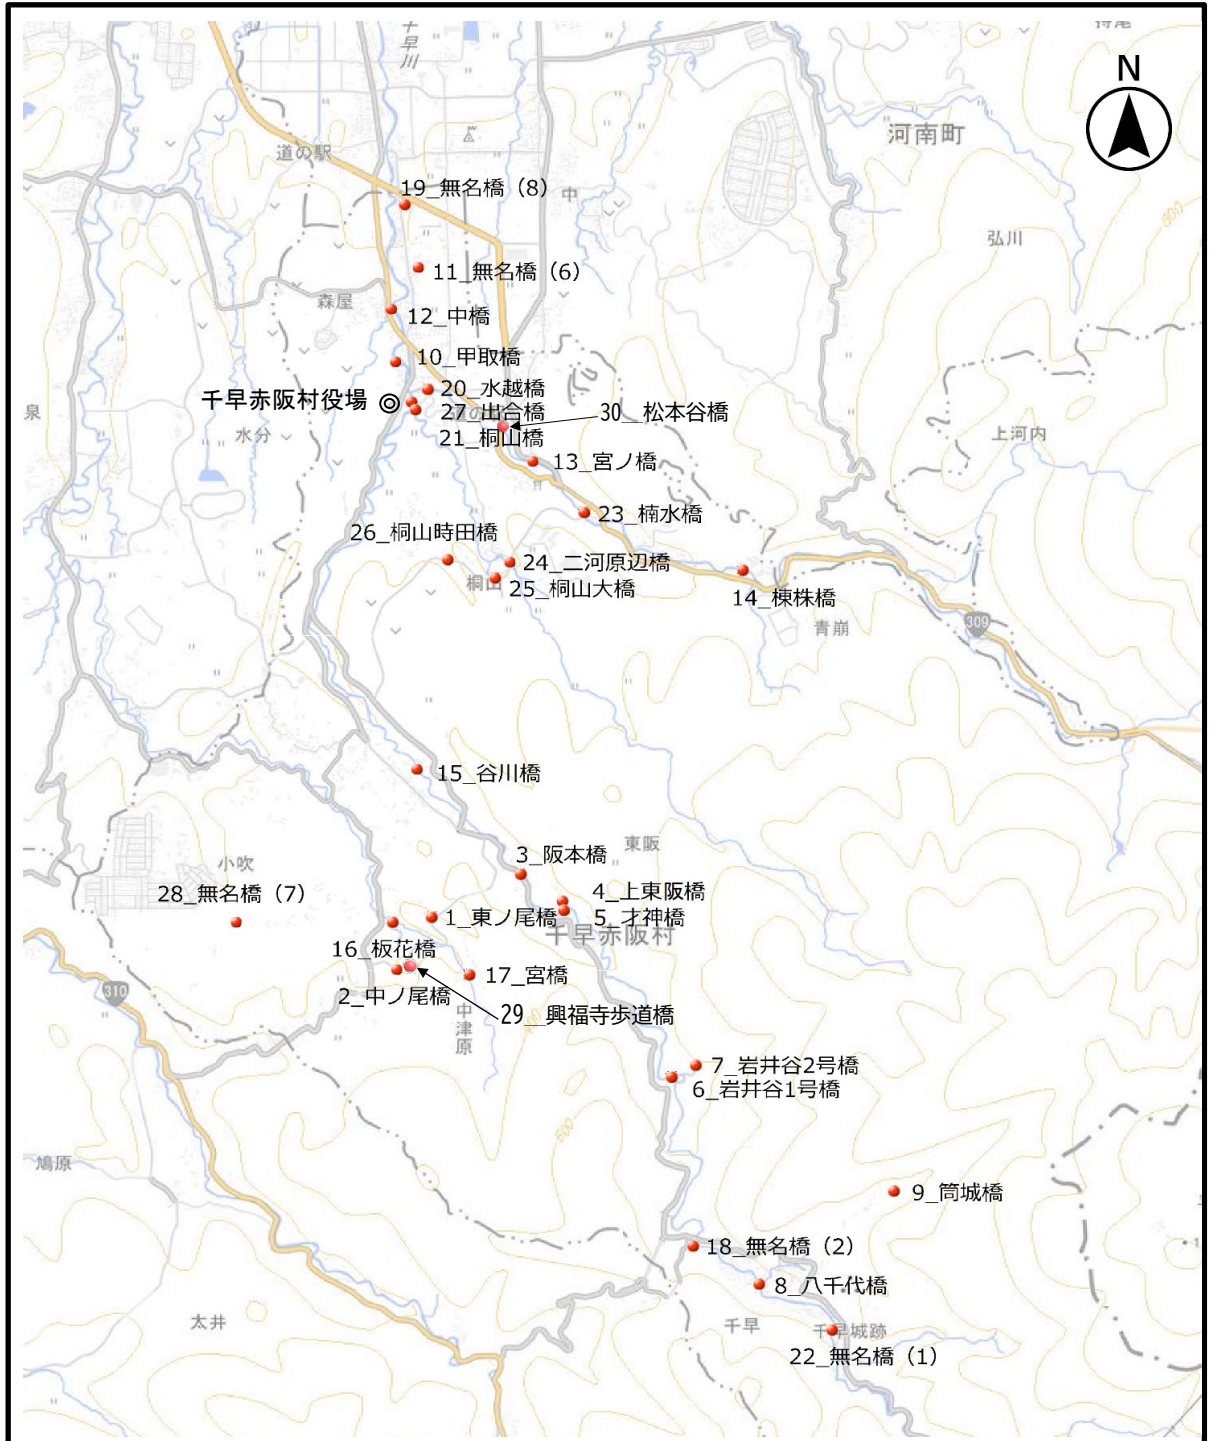 持尾
千早川
N
河南町
道の駅
19_無名橋（8）
中
弘川
11_無名橋（6）
森屋
12_中橋
10_甲取橋
20_水越橋
千早赤阪村役場
27_出合橋
30__松本谷橋
泉
水分
21_桐山橋
上河内
13_宮ノ橋
23_楠水橋
26_桐山時田橋
24_二河原辺橋
桐山
25_桐山大橋
14_棟株橋
309
青崩
15_谷川橋
東阪
3_阪本橋
小吹
28_無名橋（7）
4_上東阪橋
1_東ノ尾橋
5_才神橋
千早赤阪村
16_板花橋
17_宮橋
310
2_中ノ尾橋
中津原
29__興福寺歩道橋
7_岩井谷2号橋
6_岩井谷1号橋
600
鳩原
9_筒城橋
18_無名橋（2）
8_八千代橋
太井
千早
千早城跡
22_無名橋（1）